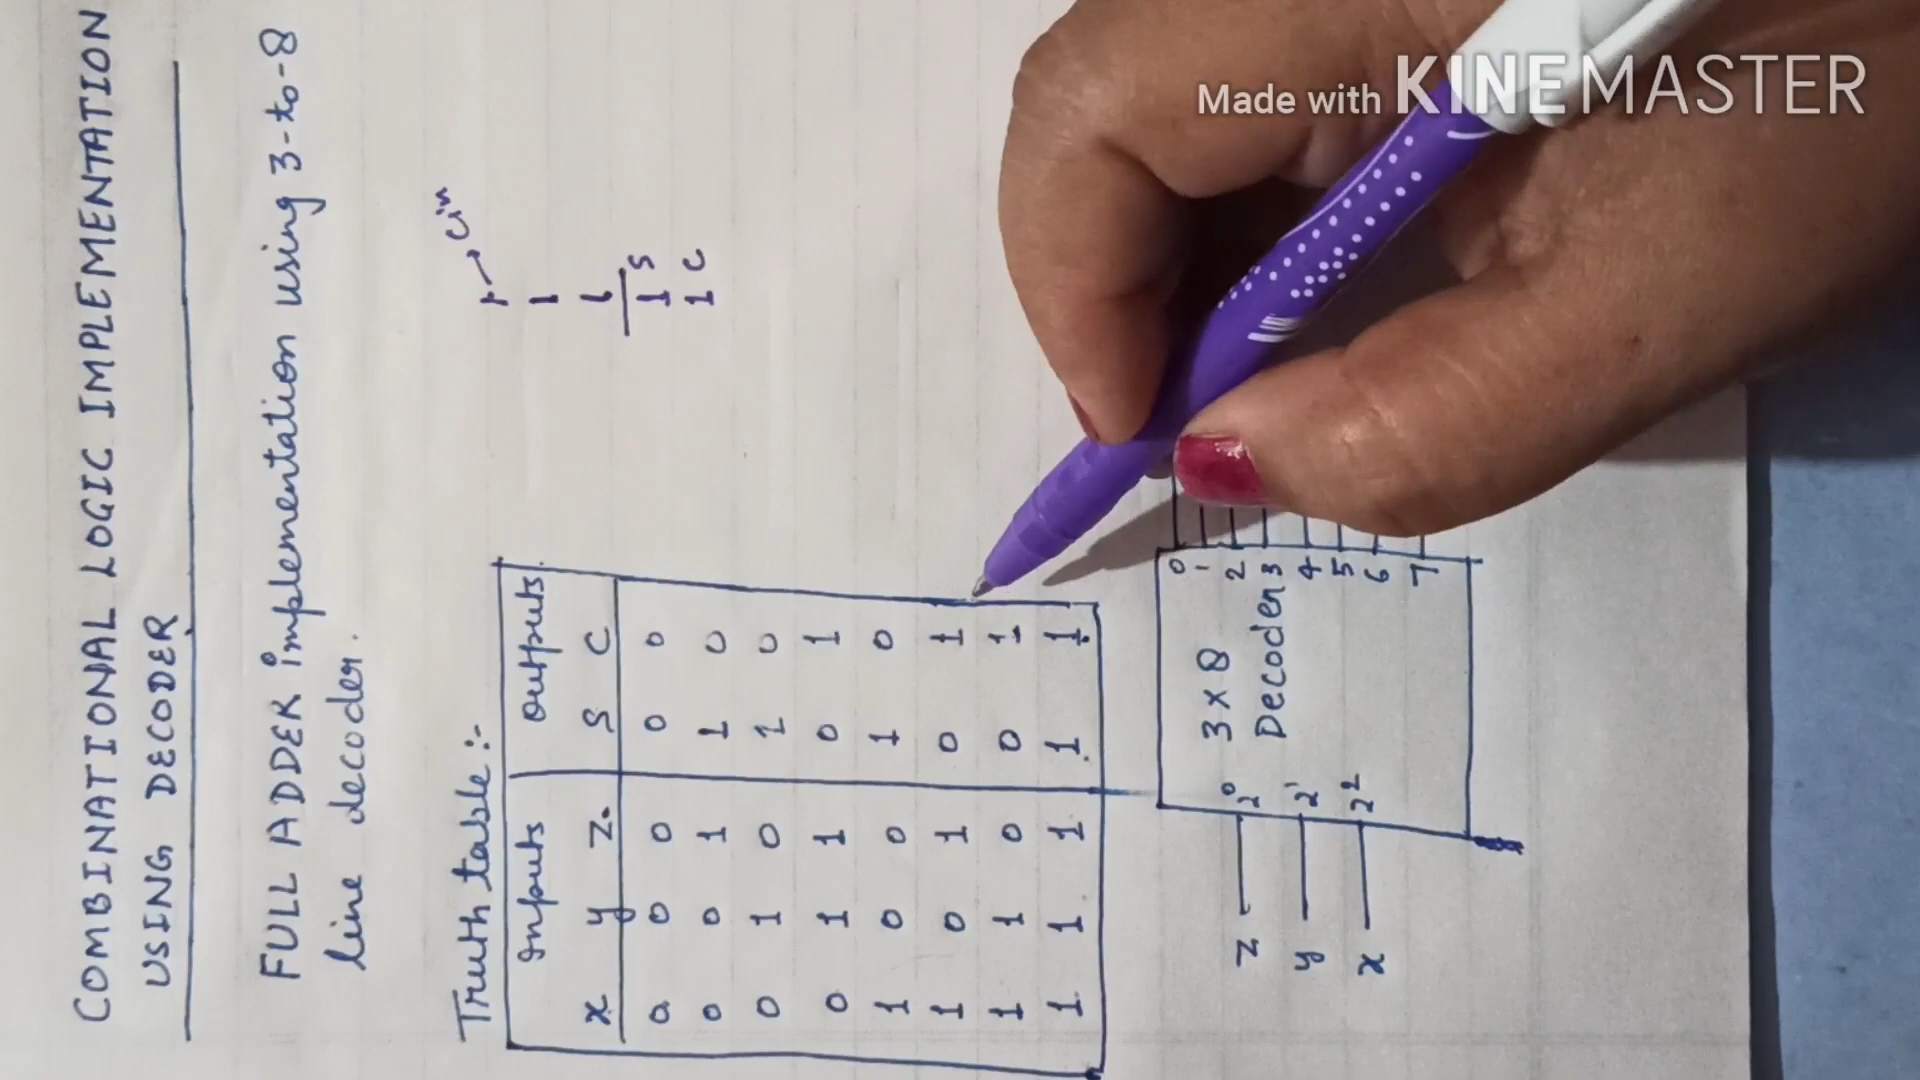 COMBINATIONAL LOGIC IMPLEMENTATION
USING DECODER
FULL ADDER implementation using 3-to-8
line decoder.
Truth table :-
Inputs Outputs.
x y z S C
0 0 0 0 0
0 0 1 1 0
0 1 0 1 0
0 1 1 0 1
1 0 0 1 0
1 0 1 0 1
1 1 0 0 1
1 1 1 1 1
1 → Cin
1
1
1 S
1 C
3 x 8
Decoder
z 2⁰
y 2¹
x 2²
0
1
2
3
4
5
6
7
Made with KINEMASTER